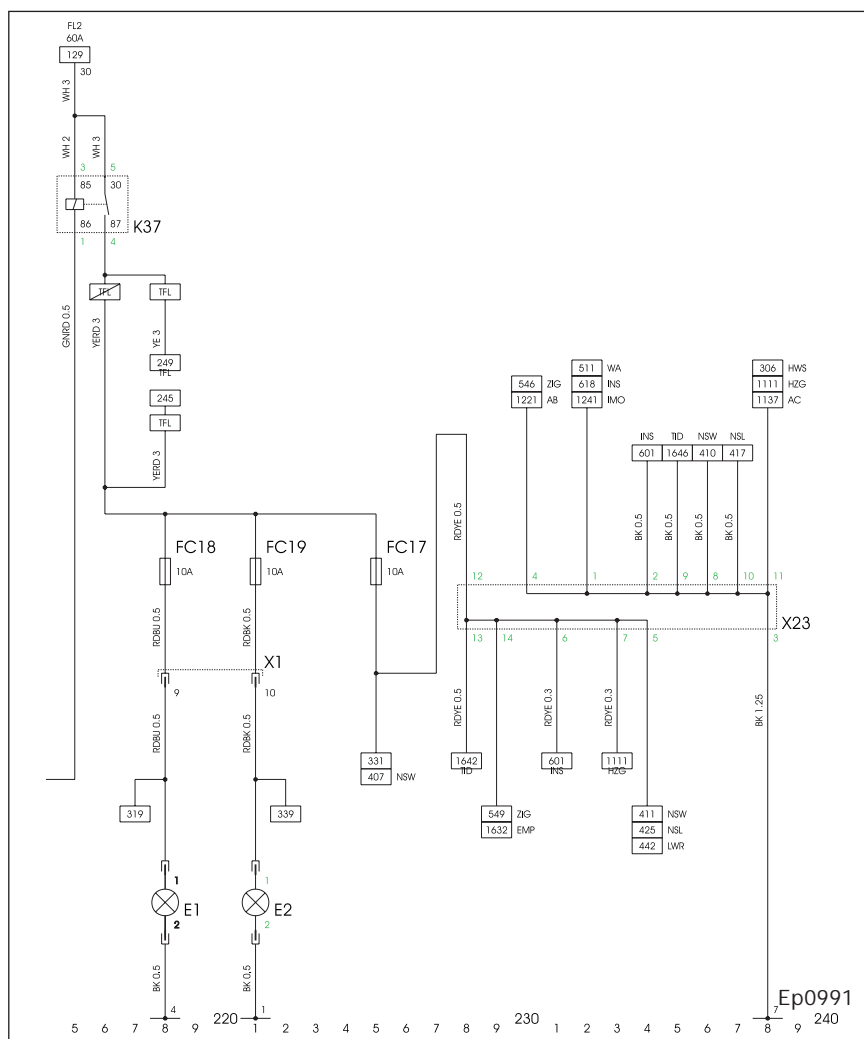 FL2
60A
129
30
WH 3
WH 2
WH 3
3 5
85 30
86 87
K37
1 4
TFL TFL
GNRD 0.5
YERD 3
YE 3
249
TFL
245
TFL
YERD 3
511 WA
546 ZIG 618 INS
1221 AB 1241 IMO
306 HWS
1111 HZG
1137 AC
INS TID NSW NSL
601 1646 410 417
RDYE 0.5
BK 0.5
BK 0.5
BK 0.5
BK 0.5
FC18 FC19 FC17
10A 10A 10A
12 4 1 2 9 8 10 11
X23
13 14 6 7 5 3
RDBU 0.5
RDBK 0.5
X1
9 10
RDBU 0.5
RDBK 0.5
RDYE 0.5
RDYE 0.3
RDYE 0.3
BK 1.25
331
407 NSW
1642
TID
601
INS
1111
HZG
319 339
549 ZIG
1632 EMP
411 NSW
425 NSL
442 LWR
1 1
E1 E2
2 2
BK 0.5
BK 0.5
4 1 7
Ep0991
5 6 7 8 9 220 1 2 3 4 5 6 7 8 9 230 1 2 3 4 5 6 7 8 9 240